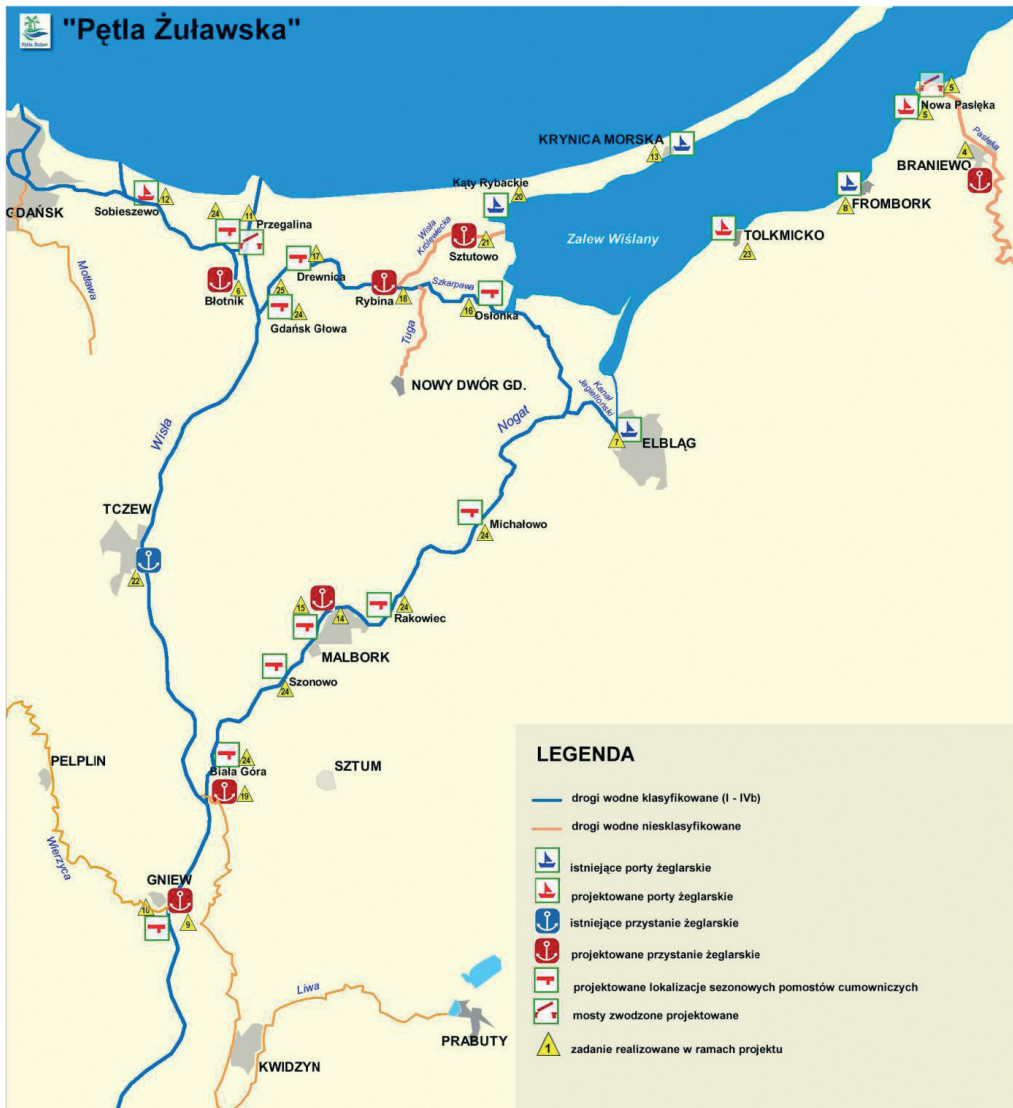 "Pętla Żuławska"
Pętla Żuław
KRYNICA MORSKA
13
5
Nowa Pasłęka
5
Pasłęka
4
BRANIEWO
FROMBORK
8
Kąty Rybackie
20
GDAŃSK
Sobieszewo
12
24
11
Przegalina
Motława
Błotnik
6
17
Drewnica
25
Gdańsk Głowa
24
Wisła
Królewiecka
21
Sztutowo
Rybina
18
Szkarpawa
16
Osłonka
Tuga
NOWY DWÓR GD.
Zalew Wiślany
TOLKMICKO
23
Kanał
Jagielloński
7
ELBLĄG
Wisła
Nogat
TCZEW
22
Michałowo
24
15
14
24
Rakowiec
MALBORK
Szonowo
24
PELPLIN
24
Biała Góra
19
SZTUM
Wierzyca
GNIEW
10
9
Liwa
PRABUTY
KWIDZYN
LEGENDA
drogi wodne klasyfikowane (I - IVb)
drogi wodne niesklasyfikowane
istniejące porty żeglarskie
projektowane porty żeglarskie
istniejące przystanie żeglarskie
projektowane przystanie żeglarskie
projektowane lokalizacje sezonowych pomostów cumowniczych
mosty zwodzone projektowane
1
zadanie realizowane w ramach projektu